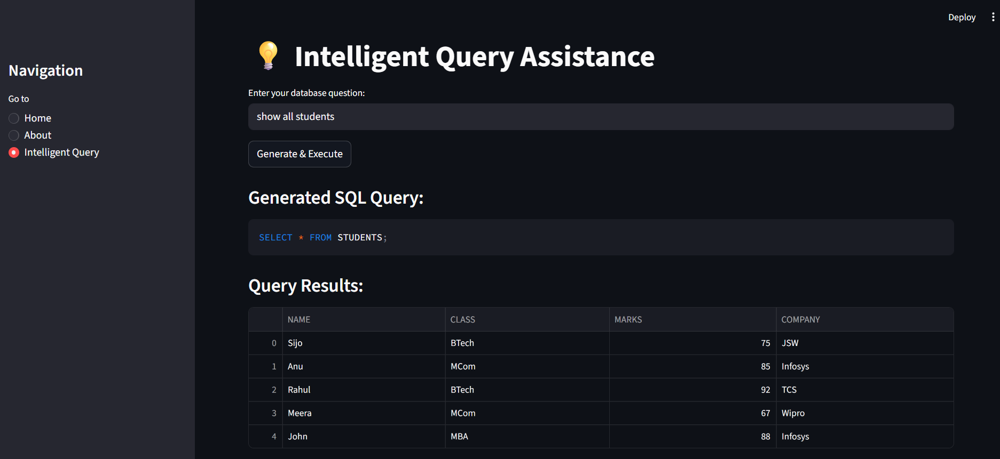 Deploy
Navigation
Go to
Home
About
Intelligent Query
Intelligent Query Assistance
Enter your database question:
show all students
Generate & Execute
Generated SQL Query:
SELECT * FROM STUDENTS;
Query Results:
NAME CLASS MARKS COMPANY
0 Sijo BTech 75 JSW
1 Anu MCom 85 Infosys
2 Rahul BTech 92 TCS
3 Meera MCom 67 Wipro
4 John MBA 88 Infosys